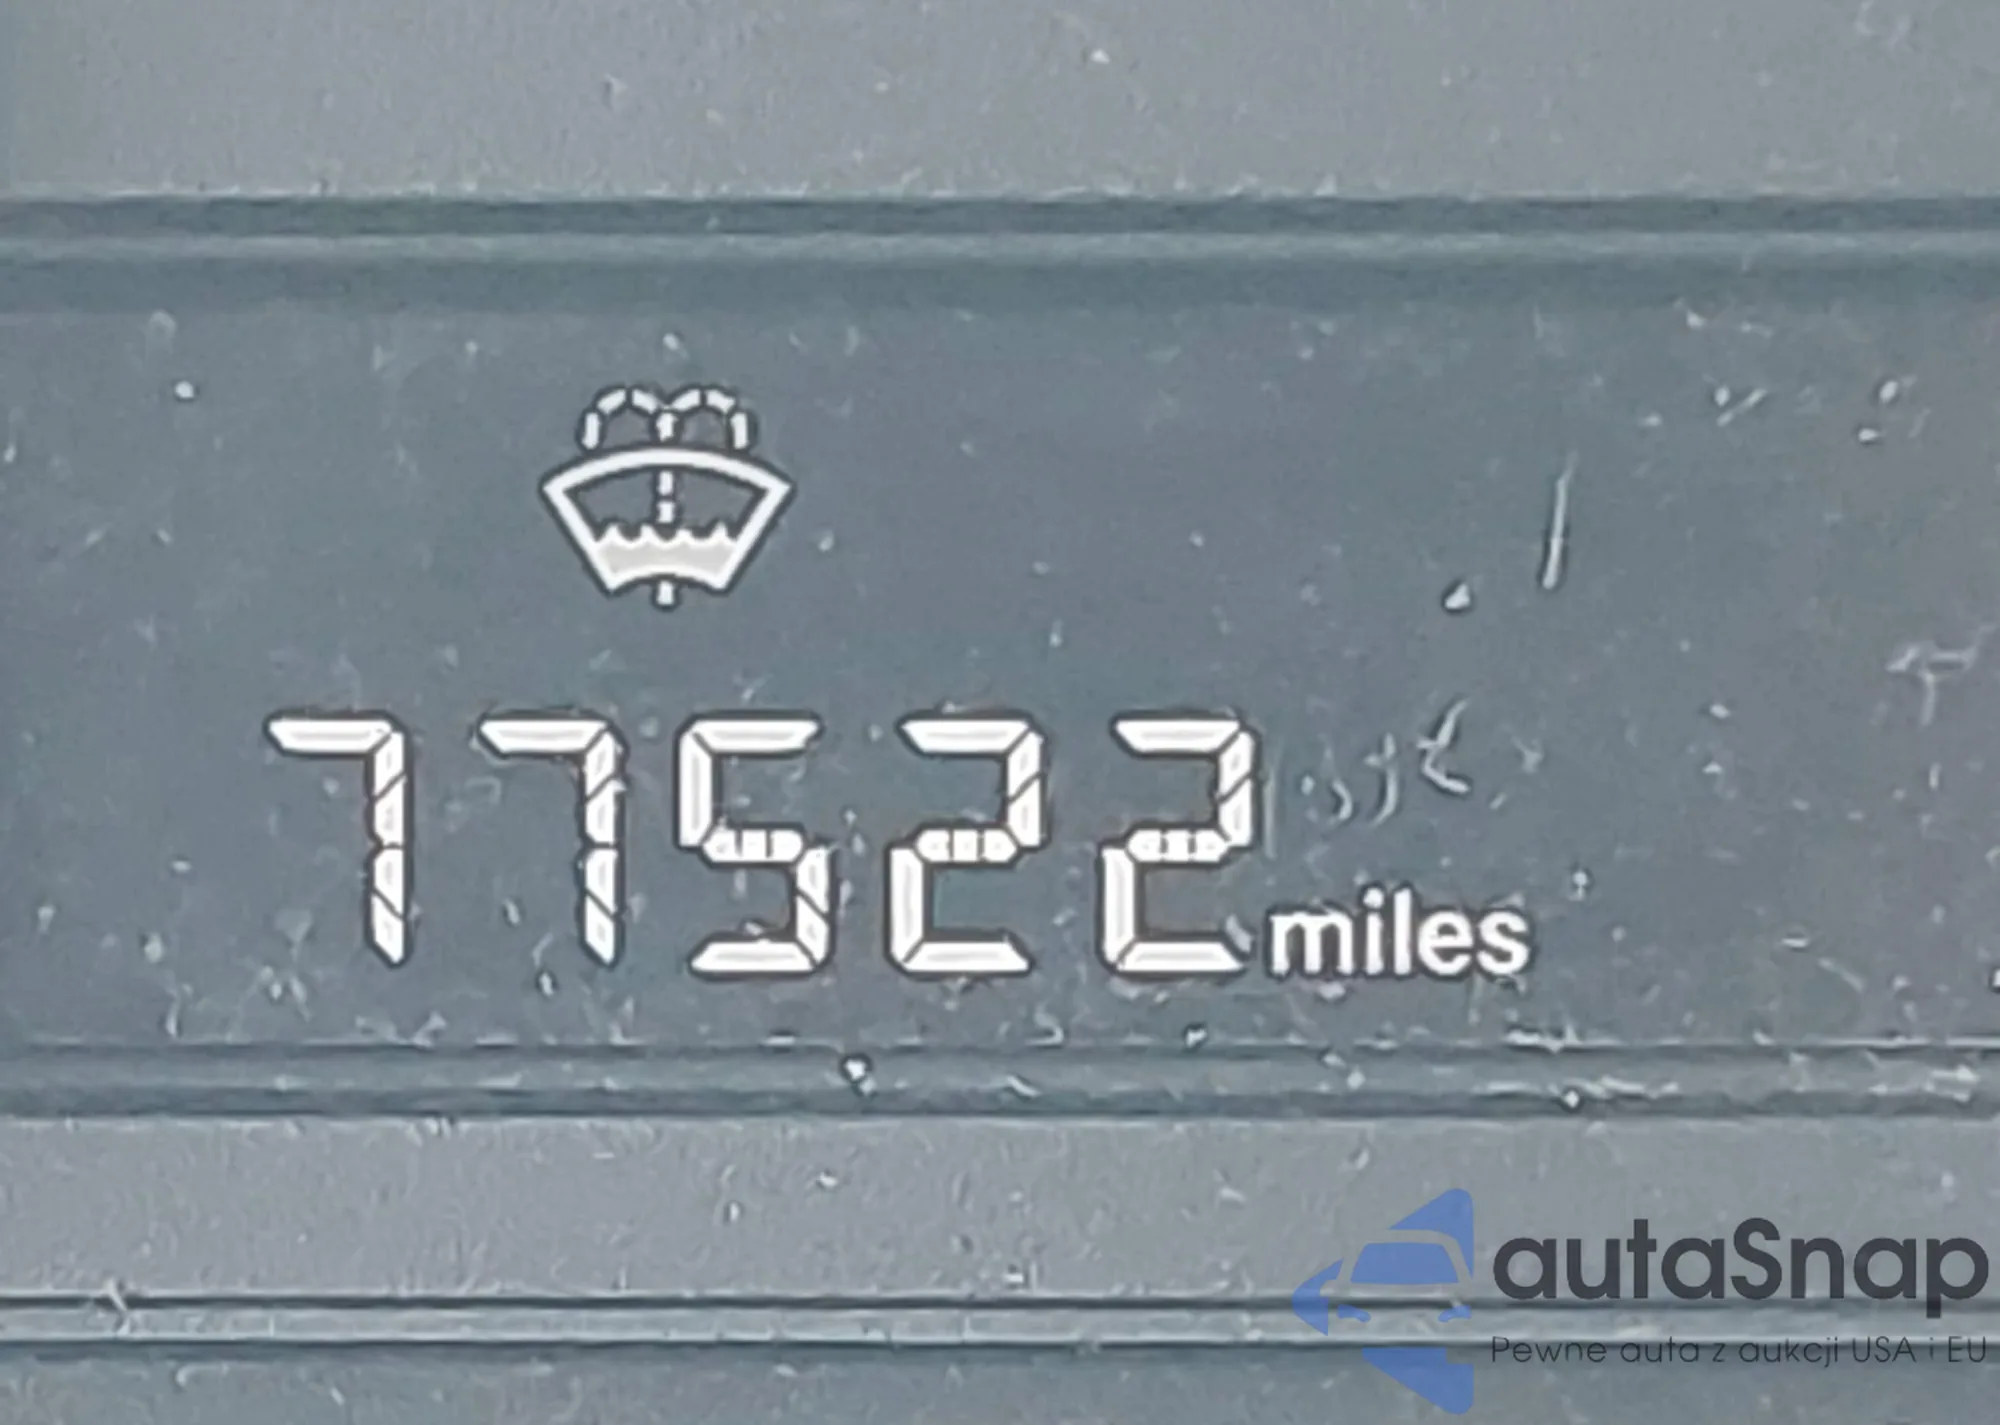 77522 miles
autaSnap
Pewne auta z aukcji USA i EU